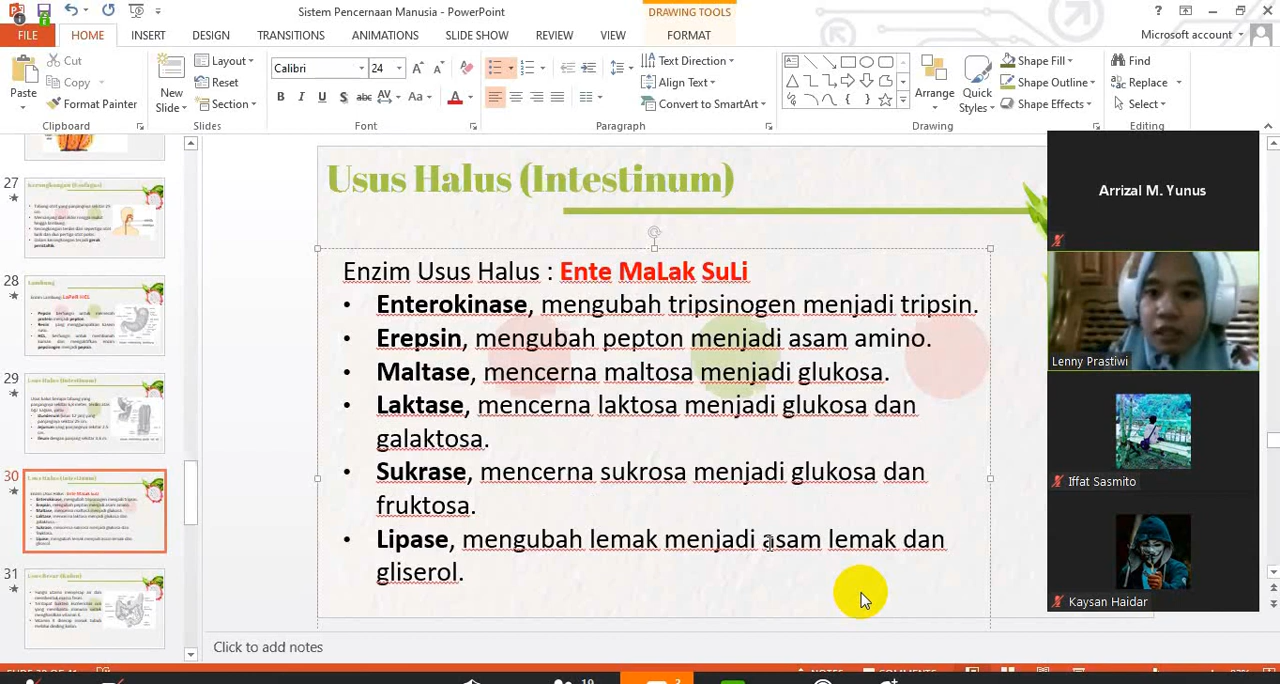 Sistem Pencernaan Manusia - PowerPoint
DRAWING TOOLS
FILE HOME INSERT DESIGN TRANSITIONS ANIMATIONS SLIDE SHOW REVIEW VIEW FORMAT
Microsoft account
Paste
Cut
Copy
Format Painter
Clipboard
New Slide
Layout
Reset
Section
Slides
Calibri 24
Font
Paragraph
Text Direction
Align Text
Convert to SmartArt
Arrange
Quick Styles
Shape Fill
Shape Outline
Shape Effects
Drawing
Find
Replace
Select
Editing
27
28
29
30
31
Usus Halus (Intestinum)
Enzim Usus Halus : Ente MaLak SuLi
• Enterokinase, mengubah tripsinogen menjadi tripsin.
• Erepsin, mengubah pepton menjadi asam amino.
• Maltase, mencerna maltosa menjadi glukosa.
• Laktase, mencerna laktosa menjadi glukosa dan
galaktosa.
• Sukrase, mencerna sukrosa menjadi glukosa dan
fruktosa.
• Lipase, mengubah lemak menjadi asam lemak dan
gliserol.
Arrizal M. Yunus
Lenny Prastiwi
Iffat Sasmito
Kaysan Haidar
Click to add notes